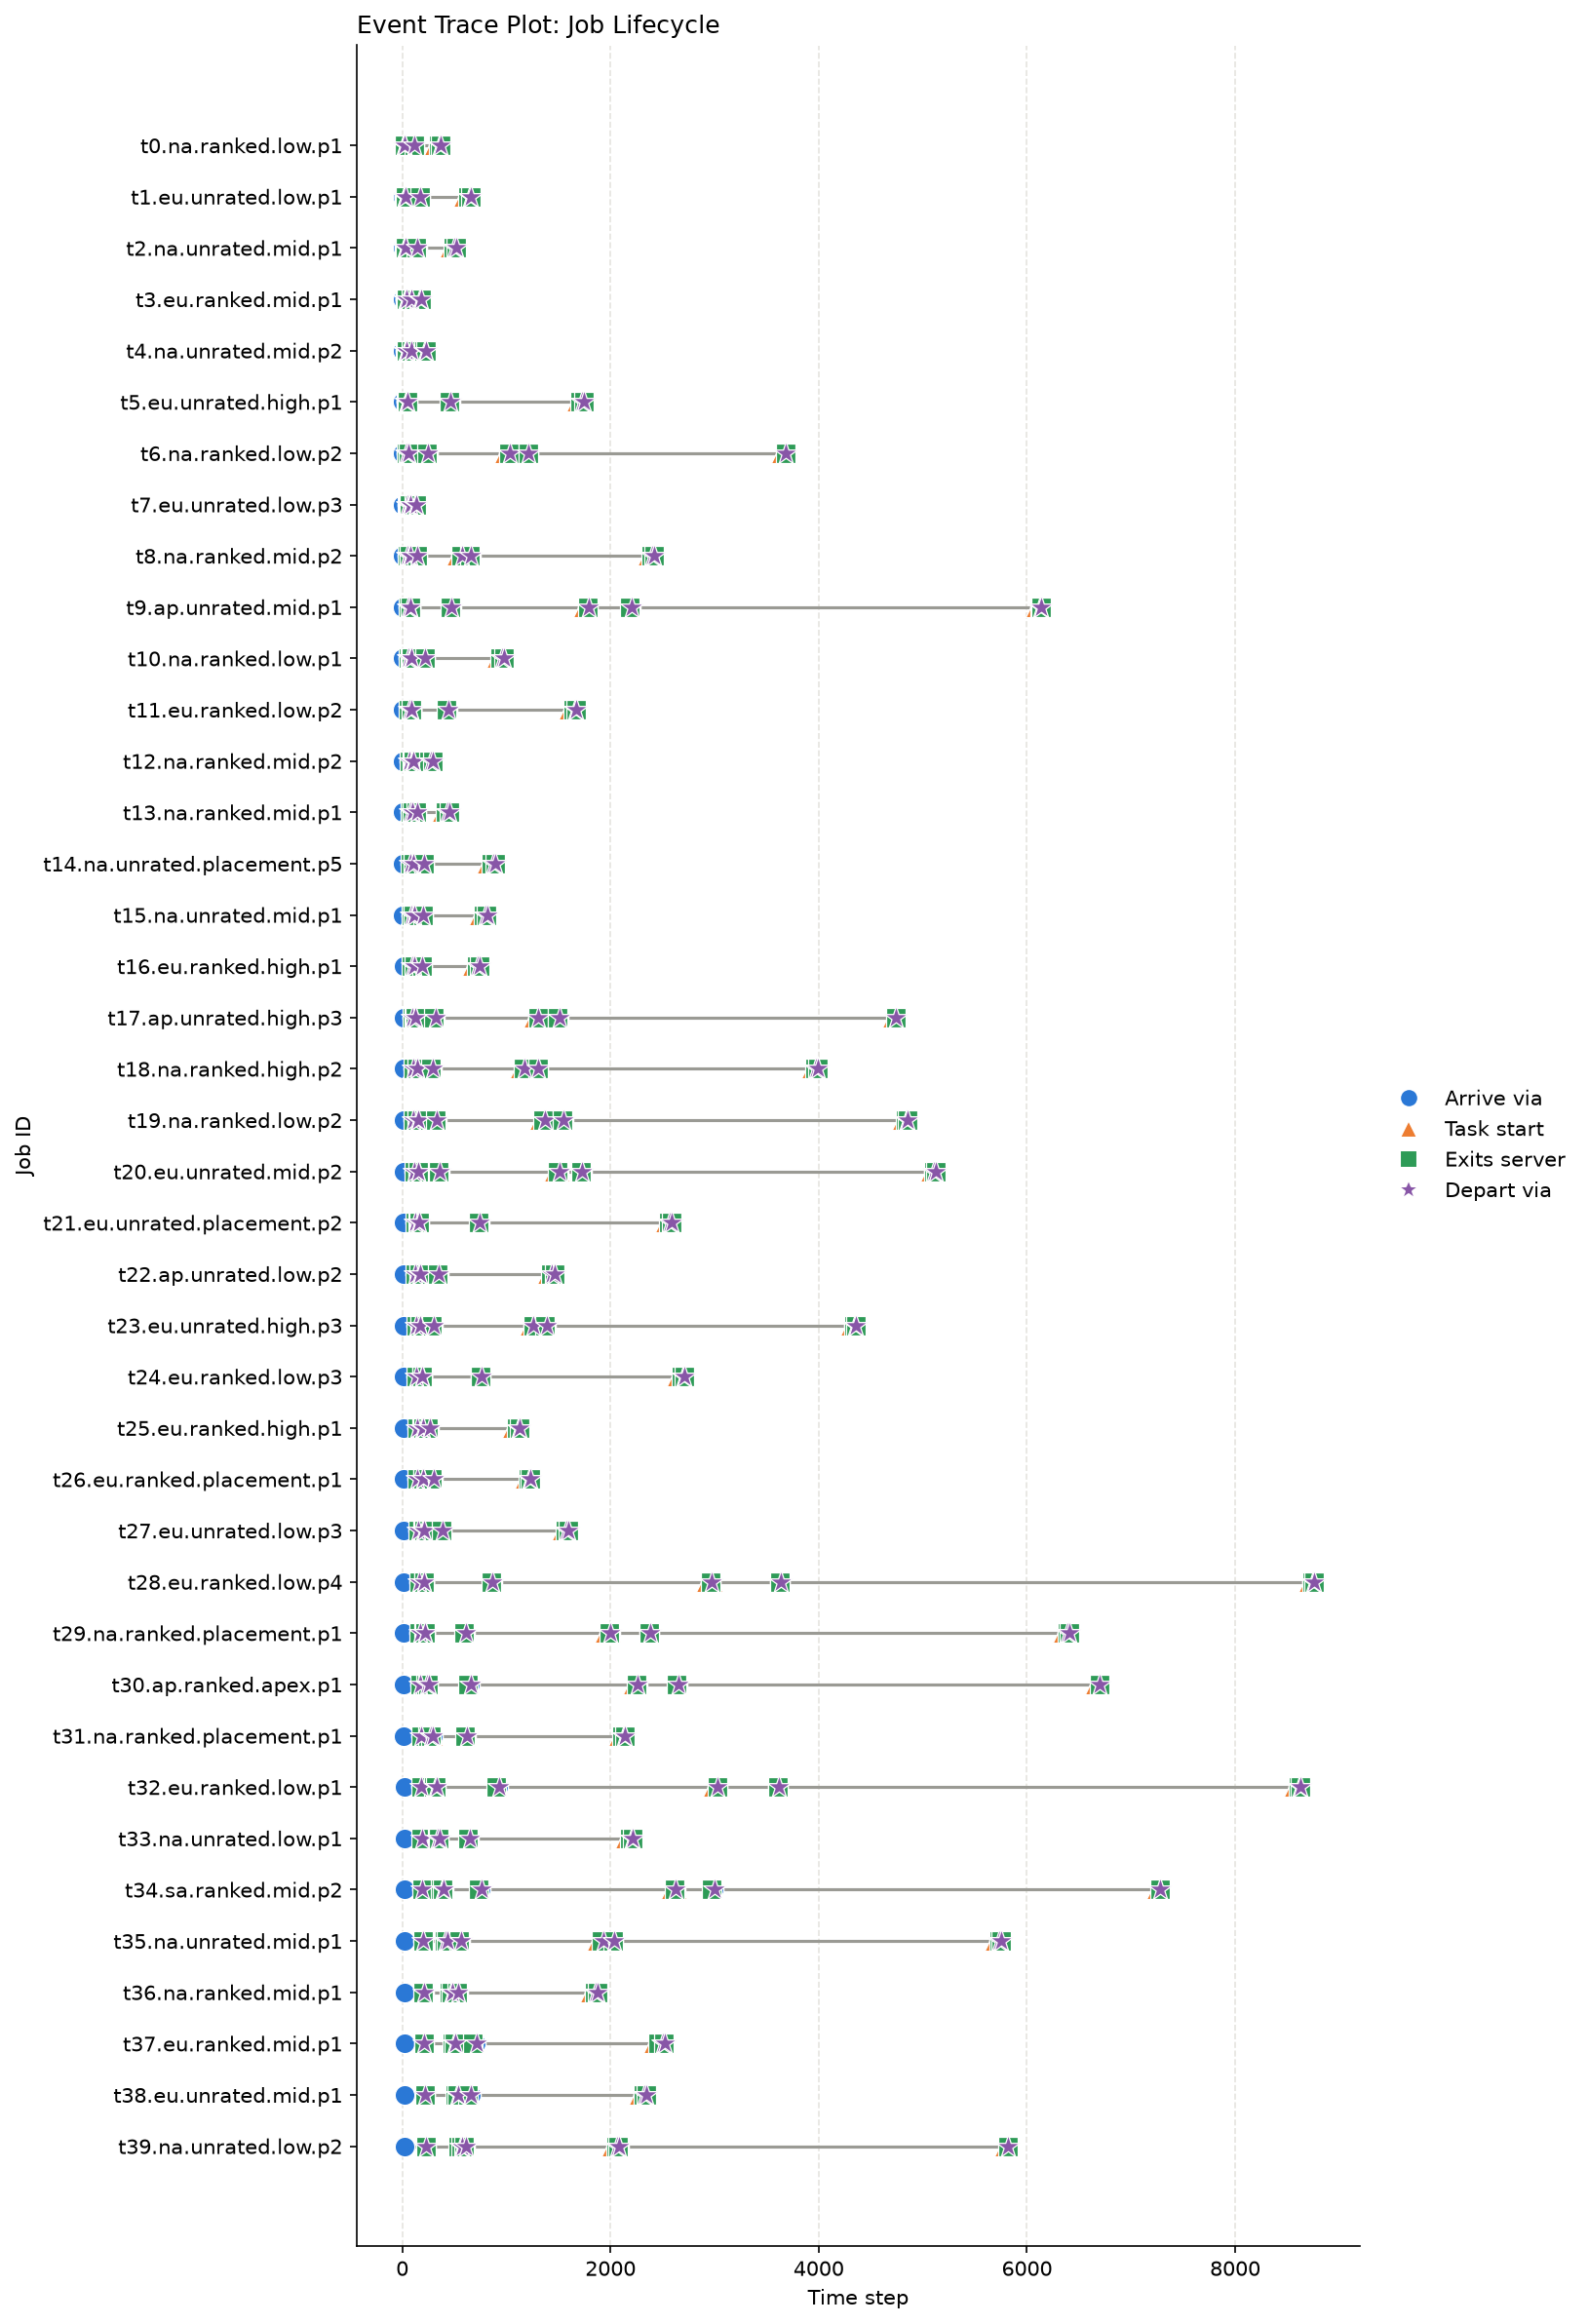 Event Trace Plot: Job Lifecycle
t0.na.ranked.low.p1
t1.eu.unrated.low.p1
t2.na.unrated.mid.p1
t3.eu.ranked.mid.p1
t4.na.unrated.mid.p2
t5.eu.unrated.high.p1
t6.na.ranked.low.p2
t7.eu.unrated.low.p3
t8.na.ranked.mid.p2
t9.ap.unrated.mid.p1
t10.na.ranked.low.p1
t11.eu.ranked.low.p2
t12.na.ranked.mid.p2
t13.na.ranked.mid.p1
t14.na.unrated.placement.p5
t15.na.unrated.mid.p1
t16.eu.ranked.high.p1
t17.ap.unrated.high.p3
t18.na.ranked.high.p2
t19.na.ranked.low.p2
t20.eu.unrated.mid.p2
t21.eu.unrated.placement.p2
t22.ap.unrated.low.p2
t23.eu.unrated.high.p3
t24.eu.ranked.low.p3
t25.eu.ranked.high.p1
t26.eu.ranked.placement.p1
t27.eu.unrated.low.p3
t28.eu.ranked.low.p4
t29.na.ranked.placement.p1
t30.ap.ranked.apex.p1
t31.na.ranked.placement.p1
t32.eu.ranked.low.p1
t33.na.unrated.low.p1
t34.sa.ranked.mid.p2
t35.na.unrated.mid.p1
t36.na.ranked.mid.p1
t37.eu.ranked.mid.p1
t38.eu.unrated.mid.p1
t39.na.unrated.low.p2
Job ID
0 2000 4000 6000 8000
Time step
Arrive via
Task start
Exits server
Depart via